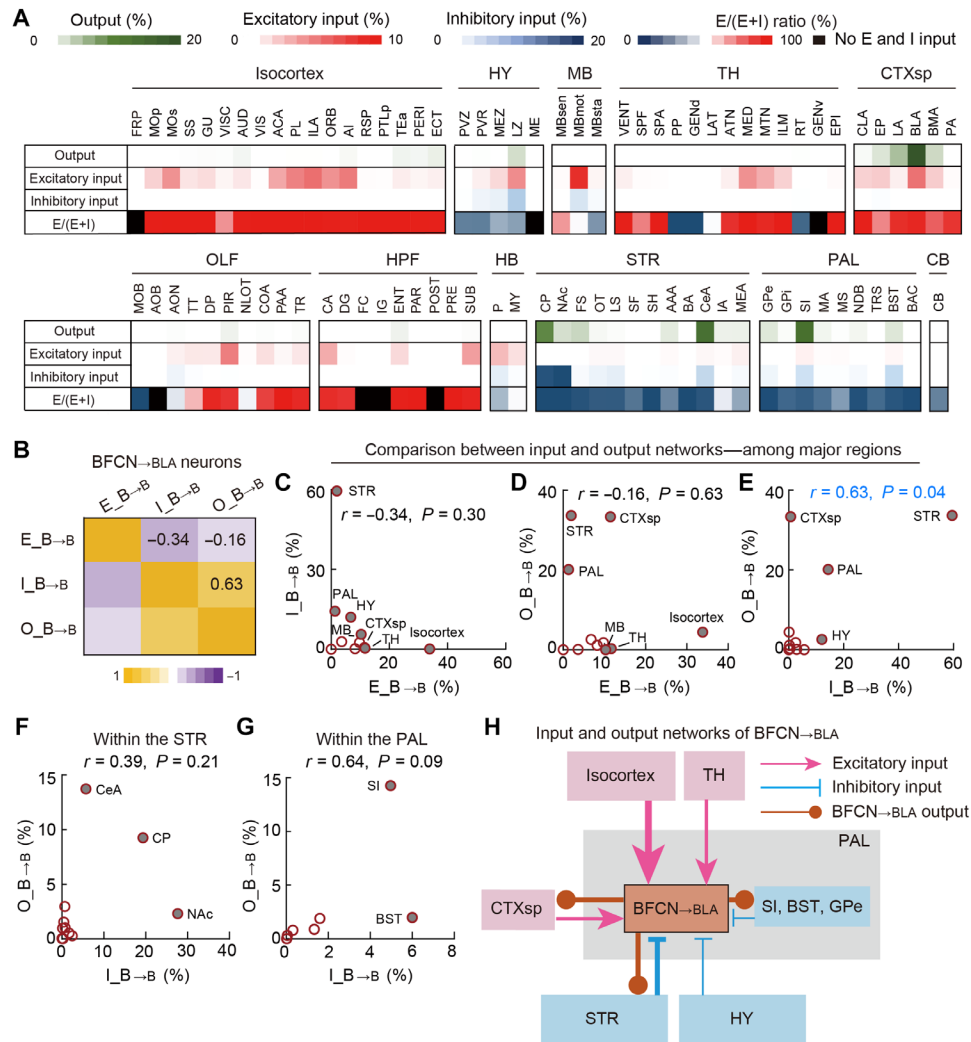 A
Output (%)
Excitatory input (%)
Inhibitory input (%)
E/(E+I) ratio (%)
0 20 0 10 0 20 0 100 No E and I input
Isocortex HY MB TH CTXsp
FRP MOp MOs SS GU VISC AUD VIS ACA PL ILA ORB AI RSP PTLp TEa PERI ECT PVZ PVR MEZ LZ ME MBsen MBmot MBsta VENT SPF SPA PP GENd LAT ATN MED MTN ILM RT GENv EPI CLA EP LA BLA BMA PA
Output
Excitatory input
Inhibitory input
E/(E+I)
OLF HPF HB STR PAL CB
MOB AOB AON TT DP PIR NLOT COA PAA TR CA DG FC IG ENT PAR POST PRE SUB P MY CP NAc FS OT LS SF SH AAA BA CeA IA MEA GPe GPi SI MA MS NDB TRS BST BAC CB
Output
Excitatory input
Inhibitory input
E/(E+I)
B
BFCN→BLA neurons
E_B→B I_B→B O_B→B
E_B→B −0.34 −0.16
I_B→B 0.63
O_B→B
1 −1
Comparison between input and output networks—among major regions
C
r = −0.34, P = 0.30
60
30
0
I_B→B (%)
STR
PAL
HY
MB
CTXsp
TH
Isocortex
0 20 40 60
E_B→B (%)
D
r = −0.16, P = 0.63
40
20
0
O_B→B (%)
STR
CTXsp
PAL
MB
TH
Isocortex
0 20 40
E_B→B (%)
E
r = 0.63, P = 0.04
40
20
0
O_B→B (%)
CTXsp
STR
PAL
HY
0 20 40 60
I_B→B (%)
F
Within the STR
r = 0.39, P = 0.21
15
10
5
0
O_B→B (%)
CeA
CP
NAc
0 10 20 30 40
I_B→B (%)
G
Within the PAL
r = 0.64, P = 0.09
15
10
5
0
O_B→B (%)
SI
BST
0 2 4 6 8
I_B→B (%)
H
Input and output networks of BFCN→BLA
Isocortex
TH
Excitatory input
Inhibitory input
BFCN→BLA output
PAL
CTXsp
BFCN→BLA
SI, BST, GPe
STR
HY